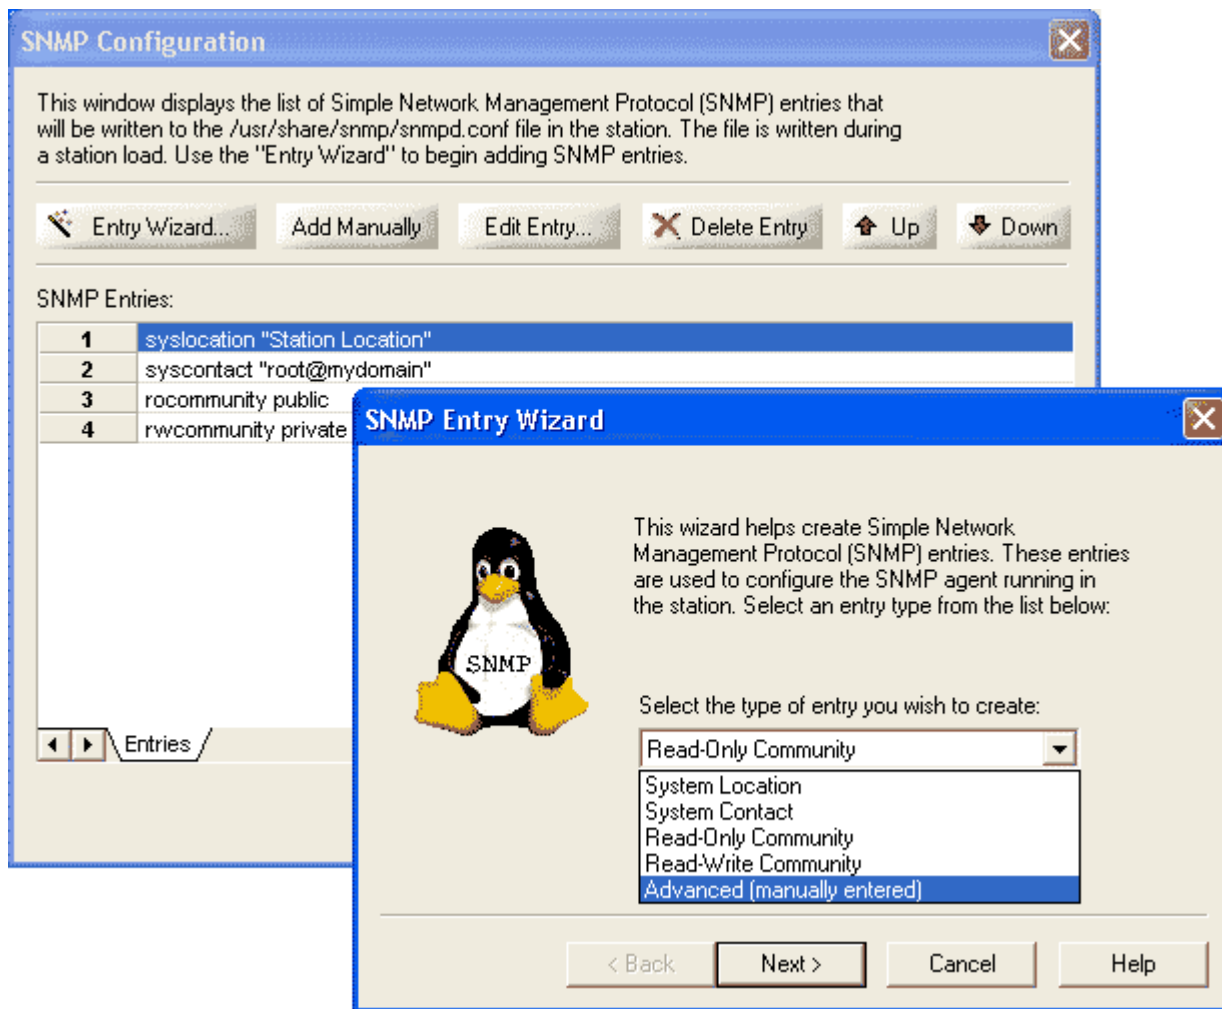 SNMP Configuration
This window displays the list of Simple Network Management Protocol (SNMP) entries that
will be written to the /usr/share/snmp/snmpd.conf file in the station. The file is written during
a station load. Use the "Entry Wizard" to begin adding SNMP entries.
Entry Wizard... Add Manually Edit Entry... Delete Entry Up Down
SNMP Entries:
1 syslocation "Station Location"
2 syscontact "root@mydomain"
3 rocommunity public
4 rwcommunity private
Entries
SNMP Entry Wizard
This wizard helps create Simple Network
Management Protocol (SNMP) entries. These entries
are used to configure the SNMP agent running in
the station. Select an entry type from the list below:
SNMP
Select the type of entry you wish to create:
Read-Only Community
System Location
System Contact
Read-Only Community
Read-Write Community
Advanced (manually entered)
< Back Next > Cancel Help